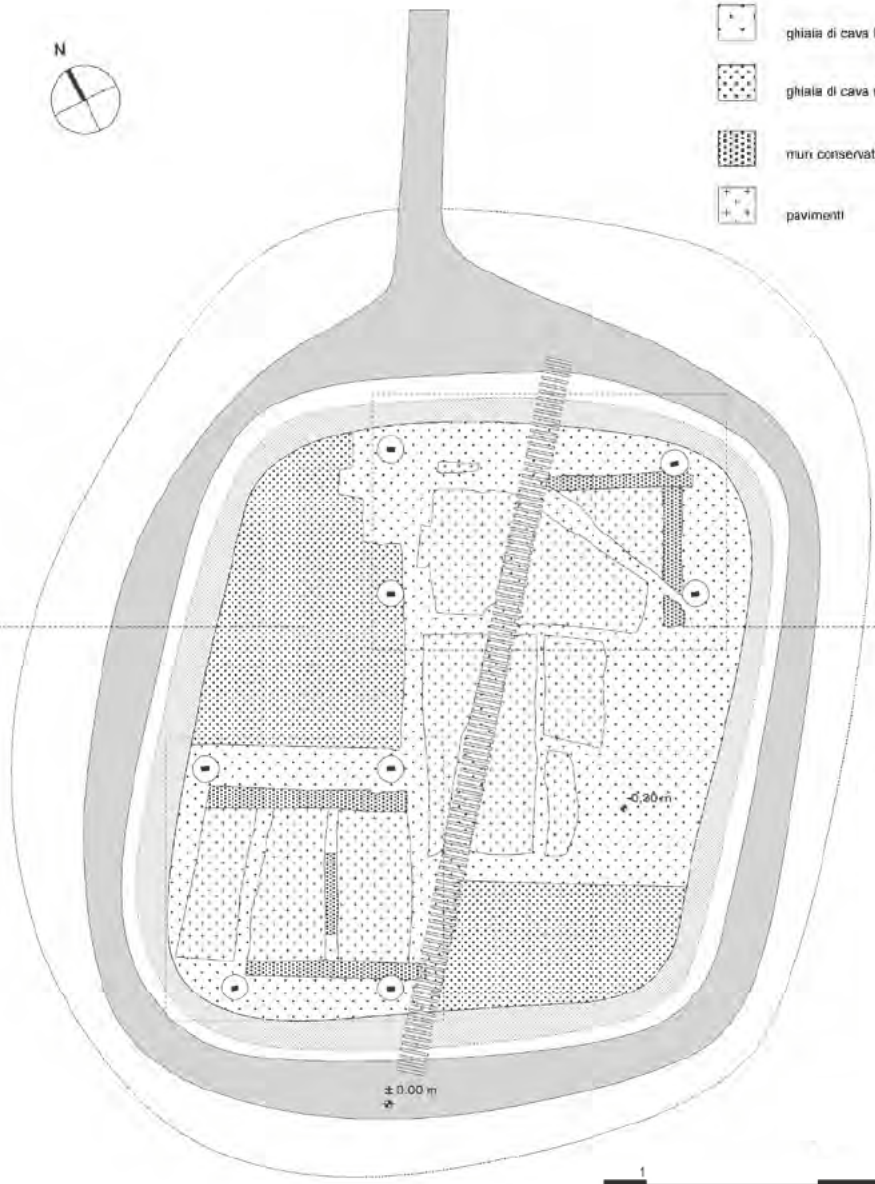 N
ghiaia di cava
ghiaia di cava
muri conservat
pavimenti
-0,20 m
± 0.00 m
1